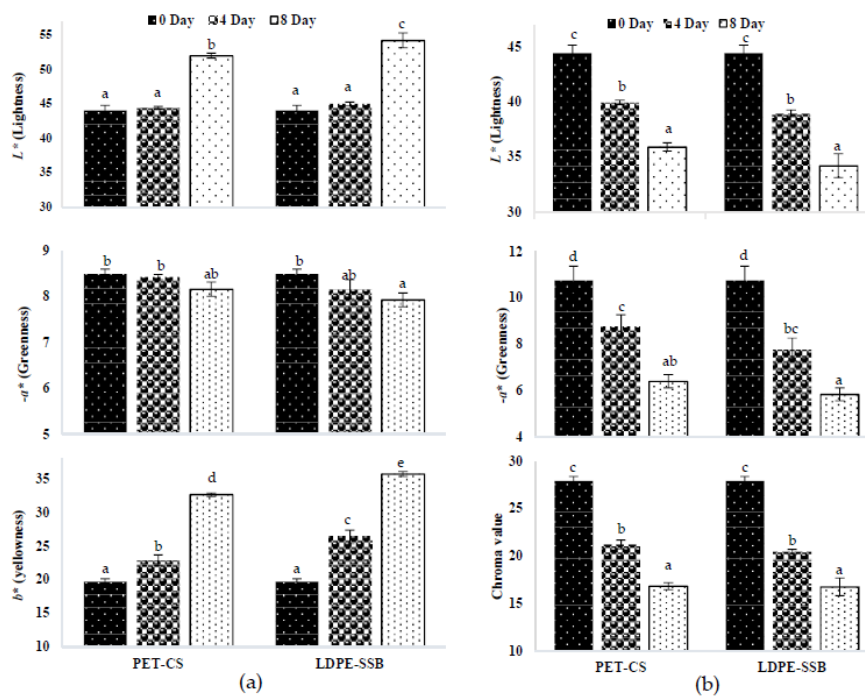 0 Day 4 Day 8 Day
55
50
45
40
35
30
L* (Lightness)
a a b a a c
9
8
7
6
5
-a* (Greenness)
b b ab b ab a
35
30
25
20
15
10
b* (yellowness)
a b d a c e
PET-CS LDPE-SSB
(a)
0 Day 4 Day 8 Day
45
40
35
30
L* (Lightness)
c b a c b a
12
10
8
6
4
-a* (Greenness)
d c ab d bc a
30
25
20
15
10
Chroma value
c b a c b a
PET-CS LDPE-SSB
(b)